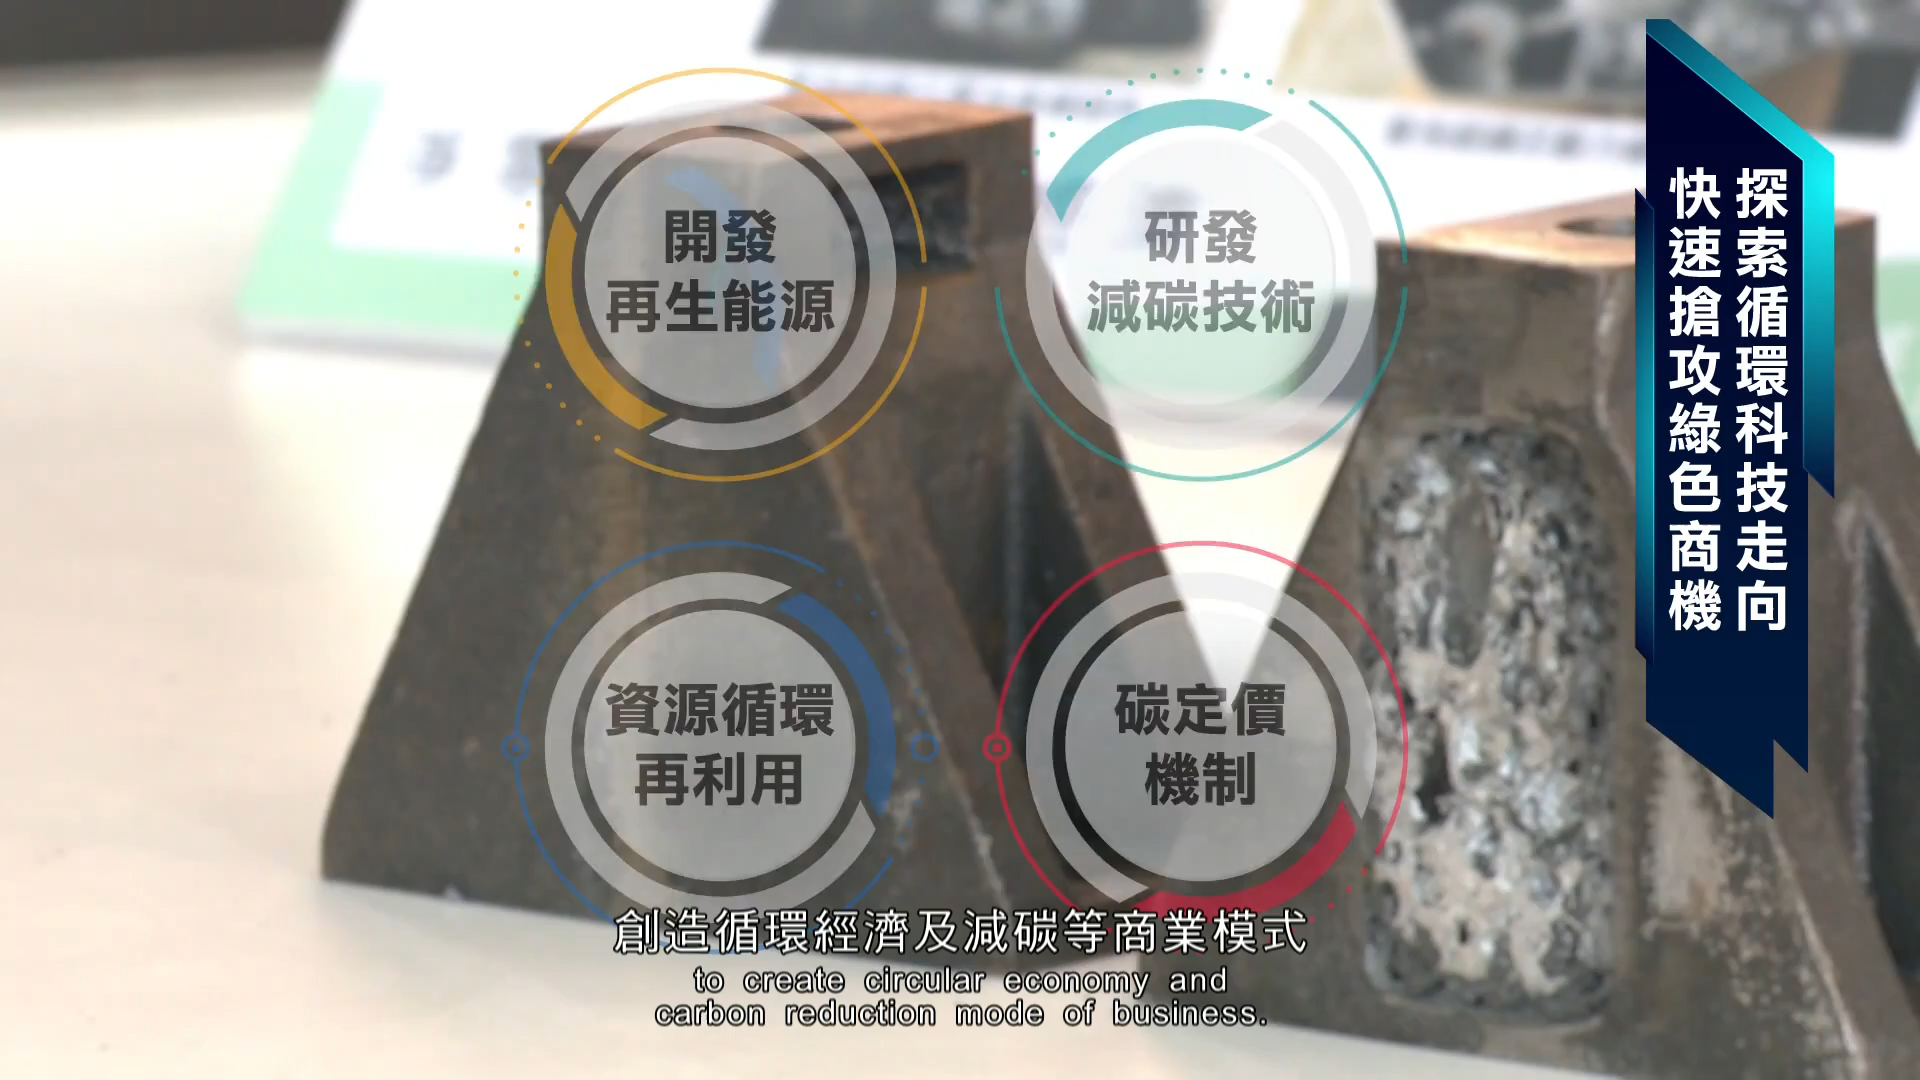 開發
再生能源
研發
減碳技術
資源循環
再利用
碳定價
機制
探索循環科技走向
快速搶攻綠色商機
創造循環經濟及減碳等商業模式
to create circular economy and
carbon reduction mode of business.